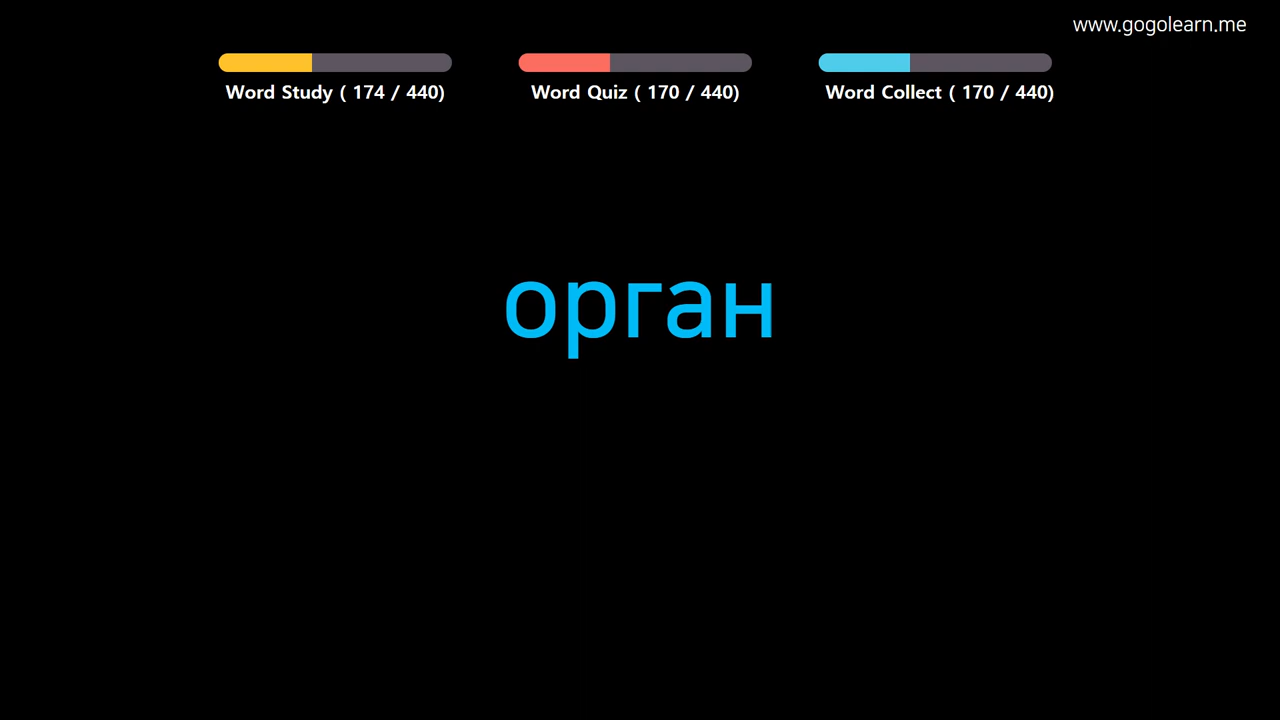 www.gogolearn.me
Word Study ( 174 / 440)
Word Quiz ( 170 / 440)
Word Collect ( 170 / 440)
орган